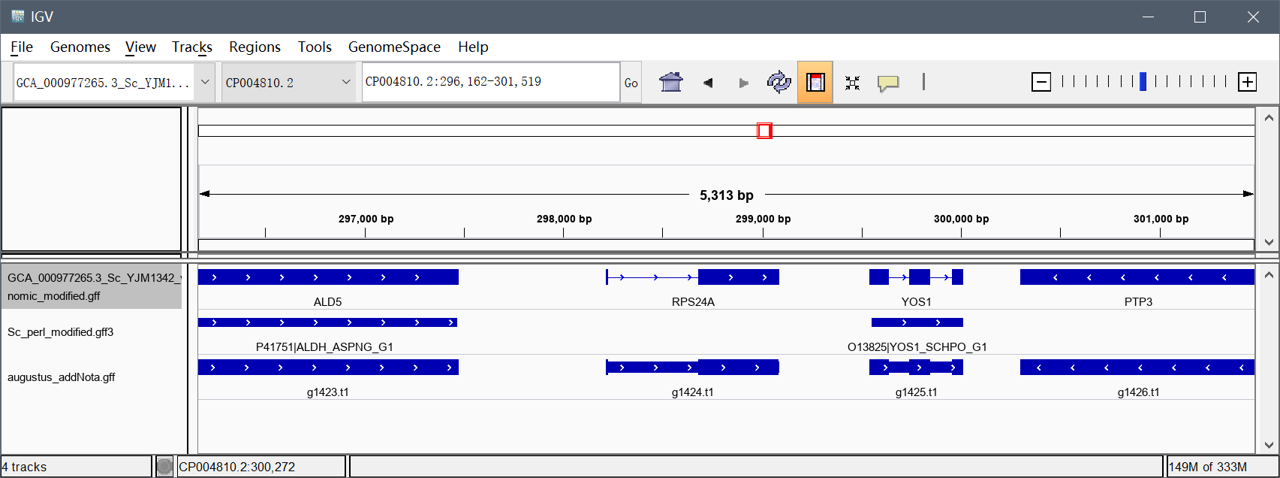 IGV
File Genomes View Tracks Regions Tools GenomeSpace Help
GCA_000977265.3_Sc_YJM1... CP004810.2 CP004810.2:296,162-301,519 Go
5,313 bp
297,000 bp 298,000 bp 299,000 bp 300,000 bp 301,000 bp
GCA_000977265.3_Sc_YJM1342_
nomic_modified.gff
ALD5 RPS24A YOS1 PTP3
Sc_perl_modified.gff3
P41751|ALDH_ASPNG_G1 O13825|YOS1_SCHPO_G1
augustus_addNota.gff
g1423.t1 g1424.t1 g1425.t1 g1426.t1
4 tracks CP004810.2:300,272 149M of 333M